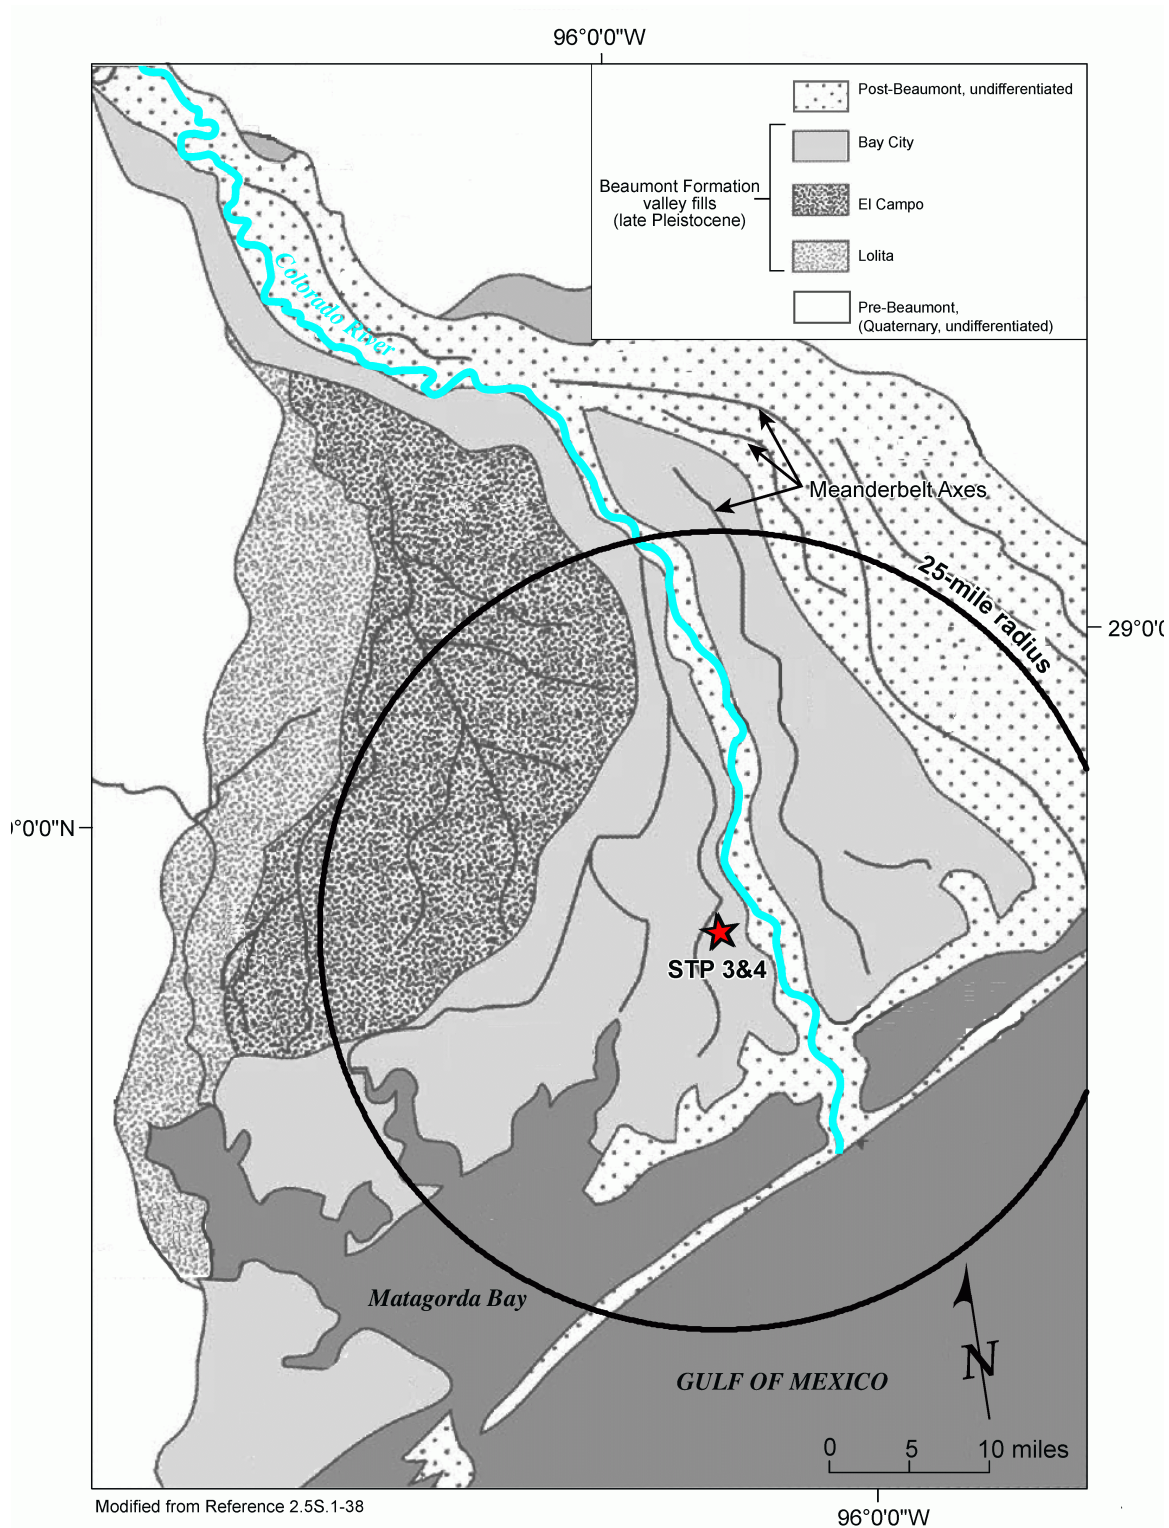 96°0'0"W
Post-Beaumont, undifferentiated
Bay City
Beaumont Formation
valley fills
(late Pleistocene)
El Campo
Lolita
Pre-Beaumont,
(Quaternary, undifferentiated)
Colorado River
Meanderbelt Axes
25-mile radius
29°0'0
°0'0"N
STP 3&4
Matagorda Bay
GULF OF MEXICO
N
0 5 10 miles
Modified from Reference 2.5S.1-38
96°0'0"W